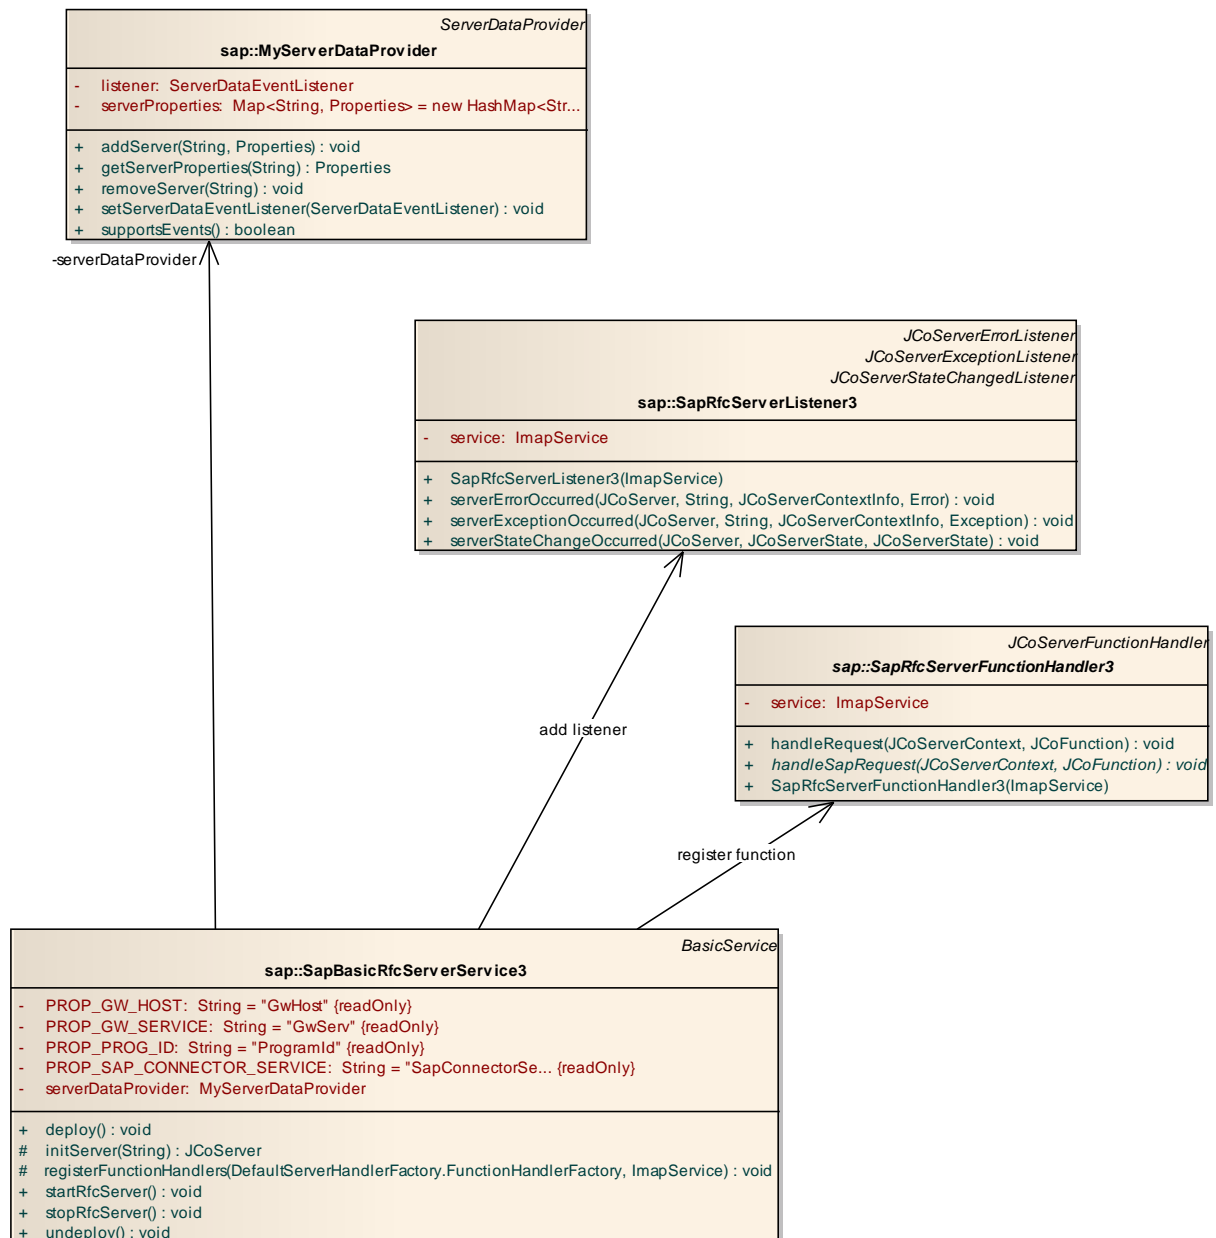 ServerDataProvider
sap::MyServerDataProvider
- listener: ServerDataEventListener
- serverProperties: Map<String, Properties> = new HashMap<Str...
+ addServer(String, Properties) : void
+ getServerProperties(String) : Properties
+ removeServer(String) : void
+ setServerDataEventListener(ServerDataEventListener) : void
+ supportsEvents() : boolean
-serverDataProvider
JCoServerErrorListener
JCoServerExceptionListener
JCoServerStateChangedListener
sap::SapRfcServerListener3
- service: ImapService
+ SapRfcServerListener3(ImapService)
+ serverErrorOccurred(JCoServer, String, JCoServerContextInfo, Error) : void
+ serverExceptionOccurred(JCoServer, String, JCoServerContextInfo, Exception) : void
+ serverStateChangeOccurred(JCoServer, JCoServerState, JCoServerState) : void
JCoServerFunctionHandler
sap::SapRfcServerFunctionHandler3
- service: ImapService
+ handleRequest(JCoServerContext, JCoFunction) : void
+ handleSapRequest(JCoServerContext, JCoFunction) : void
+ SapRfcServerFunctionHandler3(ImapService)
add listener
register function
BasicService
sap::SapBasicRfcServerService3
- PROP_GW_HOST: String = "GwHost" {readOnly}
- PROP_GW_SERVICE: String = "GwServ" {readOnly}
- PROP_PROG_ID: String = "ProgramId" {readOnly}
- PROP_SAP_CONNECTOR_SERVICE: String = "SapConnectorSe... {readOnly}
- serverDataProvider: MyServerDataProvider
+ deploy() : void
# initServer(String) : JCoServer
# registerFunctionHandlers(DefaultServerHandlerFactory.FunctionHandlerFactory, ImapService) : void
+ startRfcServer() : void
+ stopRfcServer() : void
+ undeploy() : void